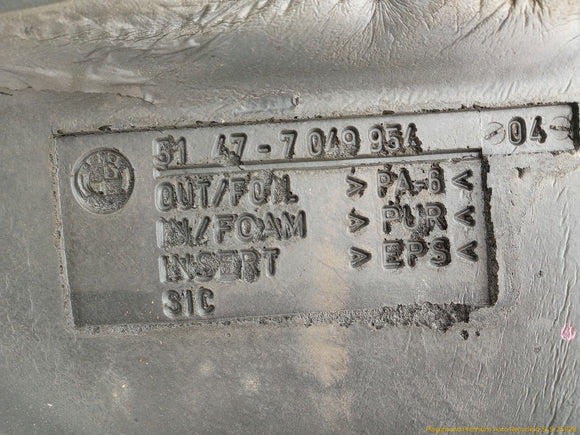 51 47-7 049 954 04
OUT/FOIL >PA-6<
IN/FOAM >PUR<
INSERT >EPS<
SIC